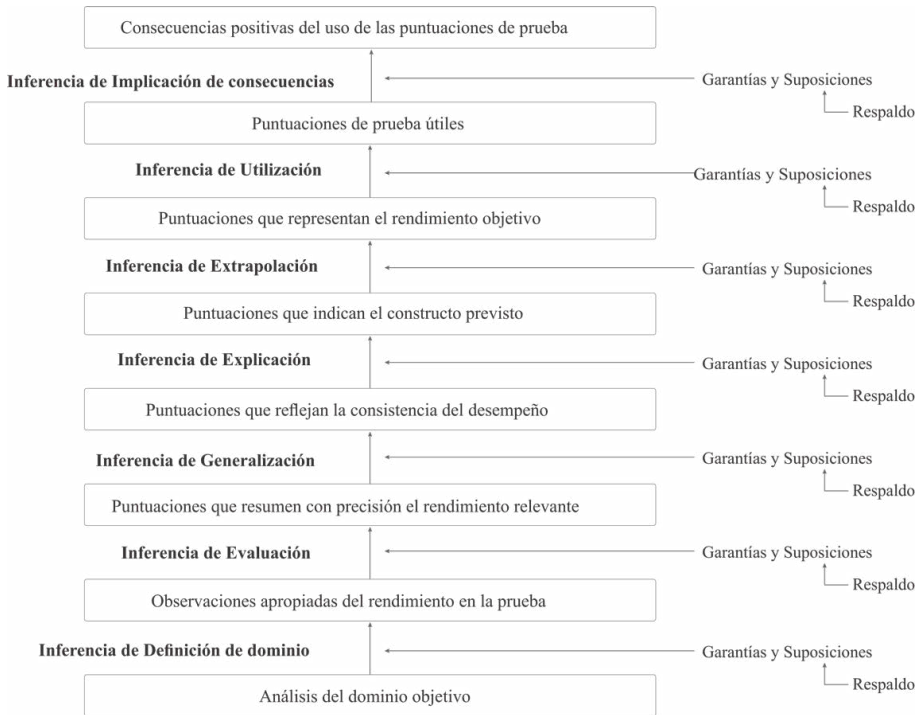 Consecuencias positivas del uso de las puntuaciones de prueba
Inferencia de Implicación de consecuencias
Garantías y Suposiciones
Respaldo
Puntuaciones de prueba útiles
Inferencia de Utilización
Garantías y Suposiciones
Respaldo
Puntuaciones que representan el rendimiento objetivo
Inferencia de Extrapolación
Garantías y Suposiciones
Respaldo
Puntuaciones que indican el constructo previsto
Inferencia de Explicación
Garantías y Suposiciones
Respaldo
Puntuaciones que reflejan la consistencia del desempeño
Inferencia de Generalización
Garantías y Suposiciones
Respaldo
Puntuaciones que resumen con precisión el rendimiento relevante
Inferencia de Evaluación
Garantías y Suposiciones
Respaldo
Observaciones apropiadas del rendimiento en la prueba
Inferencia de Definición de dominio
Garantías y Suposiciones
Respaldo
Análisis del dominio objetivo